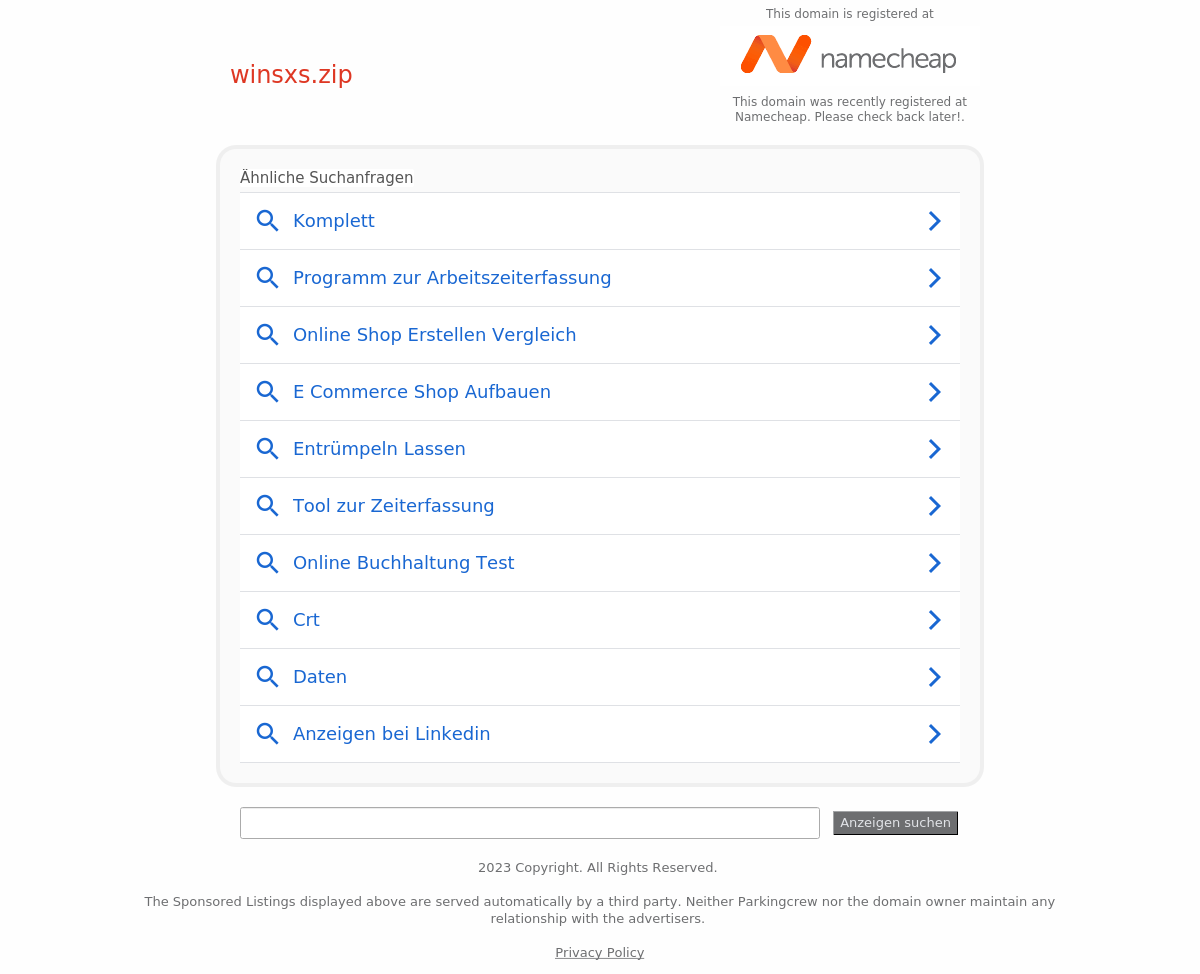 This domain is registered at
namecheap
winsxs.zip
This domain was recently registered at
Namecheap. Please check back later!.
Ähnliche Suchanfragen
Komplett
Programm zur Arbeitszeiterfassung
Online Shop Erstellen Vergleich
E Commerce Shop Aufbauen
Entrümpeln Lassen
Tool zur Zeiterfassung
Online Buchhaltung Test
Crt
Daten
Anzeigen bei Linkedin
Anzeigen suchen
2023 Copyright. All Rights Reserved.
The Sponsored Listings displayed above are served automatically by a third party. Neither Parkingcrew nor the domain owner maintain any
relationship with the advertisers.
Privacy Policy